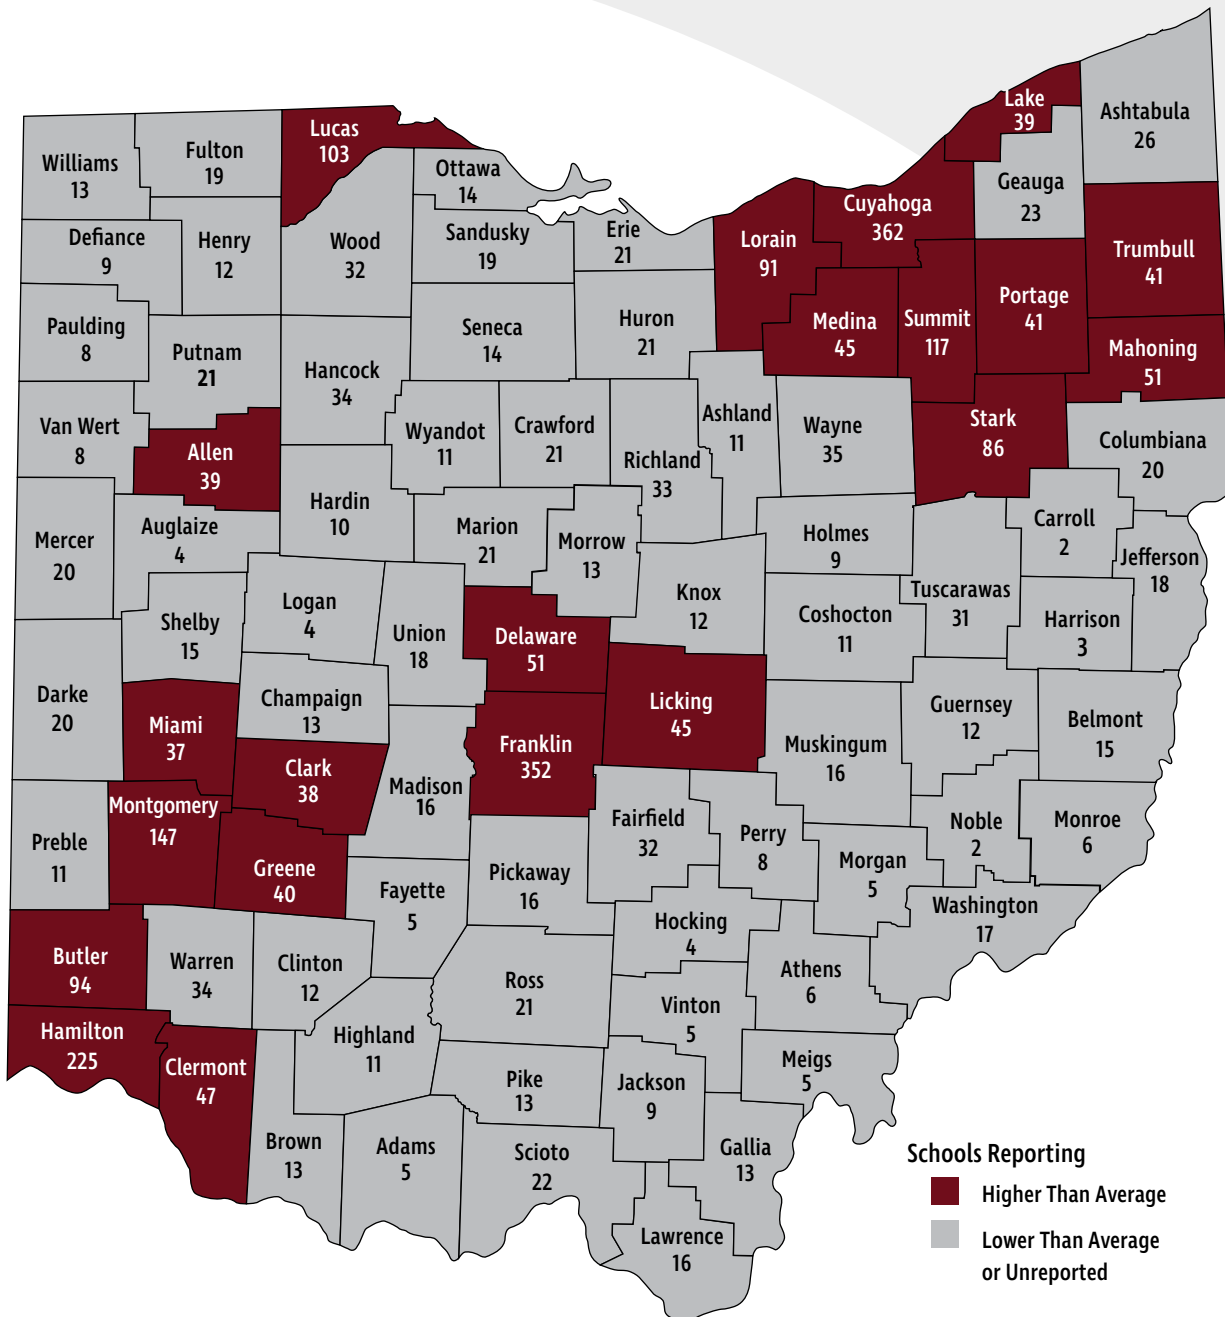 Lake
39
Ashtabula
26
Lucas
103
Fulton
19
Williams
13
Ottawa
14
Geauga
23
Cuyahoga
362
Defiance
9
Henry
12
Wood
32
Sandusky
19
Erie
21
Lorain
91
Trumbull
41
Portage
41
Paulding
8
Putnam
21
Seneca
14
Huron
21
Medina
45
Summit
117
Mahoning
51
Hancock
34
Van Wert
8
Allen
39
Wyandot
11
Crawford
21
Richland
33
Ashland
11
Wayne
35
Stark
86
Columbiana
20
Mercer
20
Auglaize
4
Hardin
10
Marion
21
Morrow
13
Holmes
9
Carroll
2
Jefferson
18
Shelby
15
Logan
4
Union
18
Knox
12
Coshocton
11
Tuscarawas
31
Harrison
3
Delaware
51
Darke
20
Miami
37
Champaign
13
Licking
45
Guernsey
12
Belmont
15
Franklin
352
Muskingum
16
Clark
38
Madison
16
Montgomery
147
Preble
11
Greene
40
Fairfield
32
Perry
8
Noble
2
Monroe
6
Morgan
5
Pickaway
16
Fayette
5
Hocking
4
Washington
17
Butler
94
Warren
34
Clinton
12
Ross
21
Athens
6
Vinton
5
Hamilton
225
Highland
11
Clermont
47
Meigs
5
Pike
13
Jackson
9
Brown
13
Adams
5
Scioto
22
Gallia
13
Lawrence
16
Schools Reporting
Higher Than Average
Lower Than Average
or Unreported